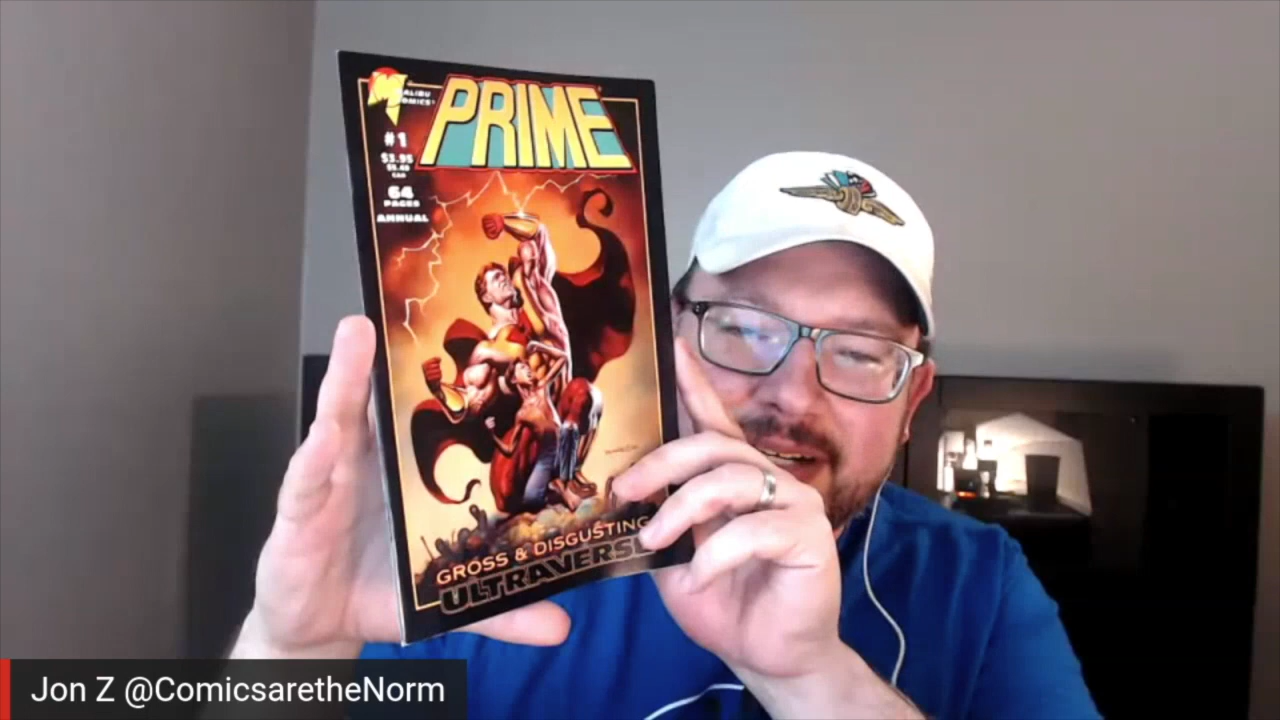 MALIBU
COMICS
PRIME
#1
$3.95
64
PAGES
ANNUAL
GROSS & DISGUSTING
ULTRAVERSE
Jon Z @ComicsaretheNorm